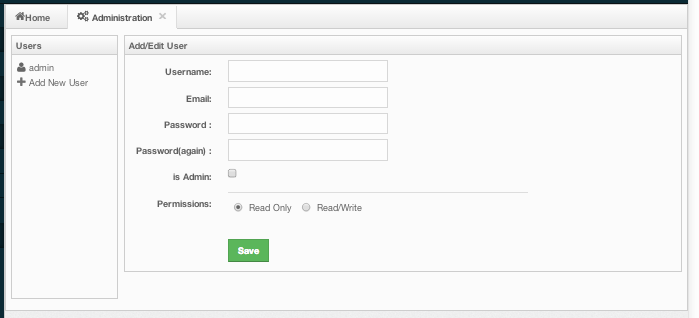 Home Administration
Users
admin
Add New User
Add/Edit User
Username:
Email:
Password :
Password(again) :
is Admin:
Permissions: Read Only Read/Write
Save